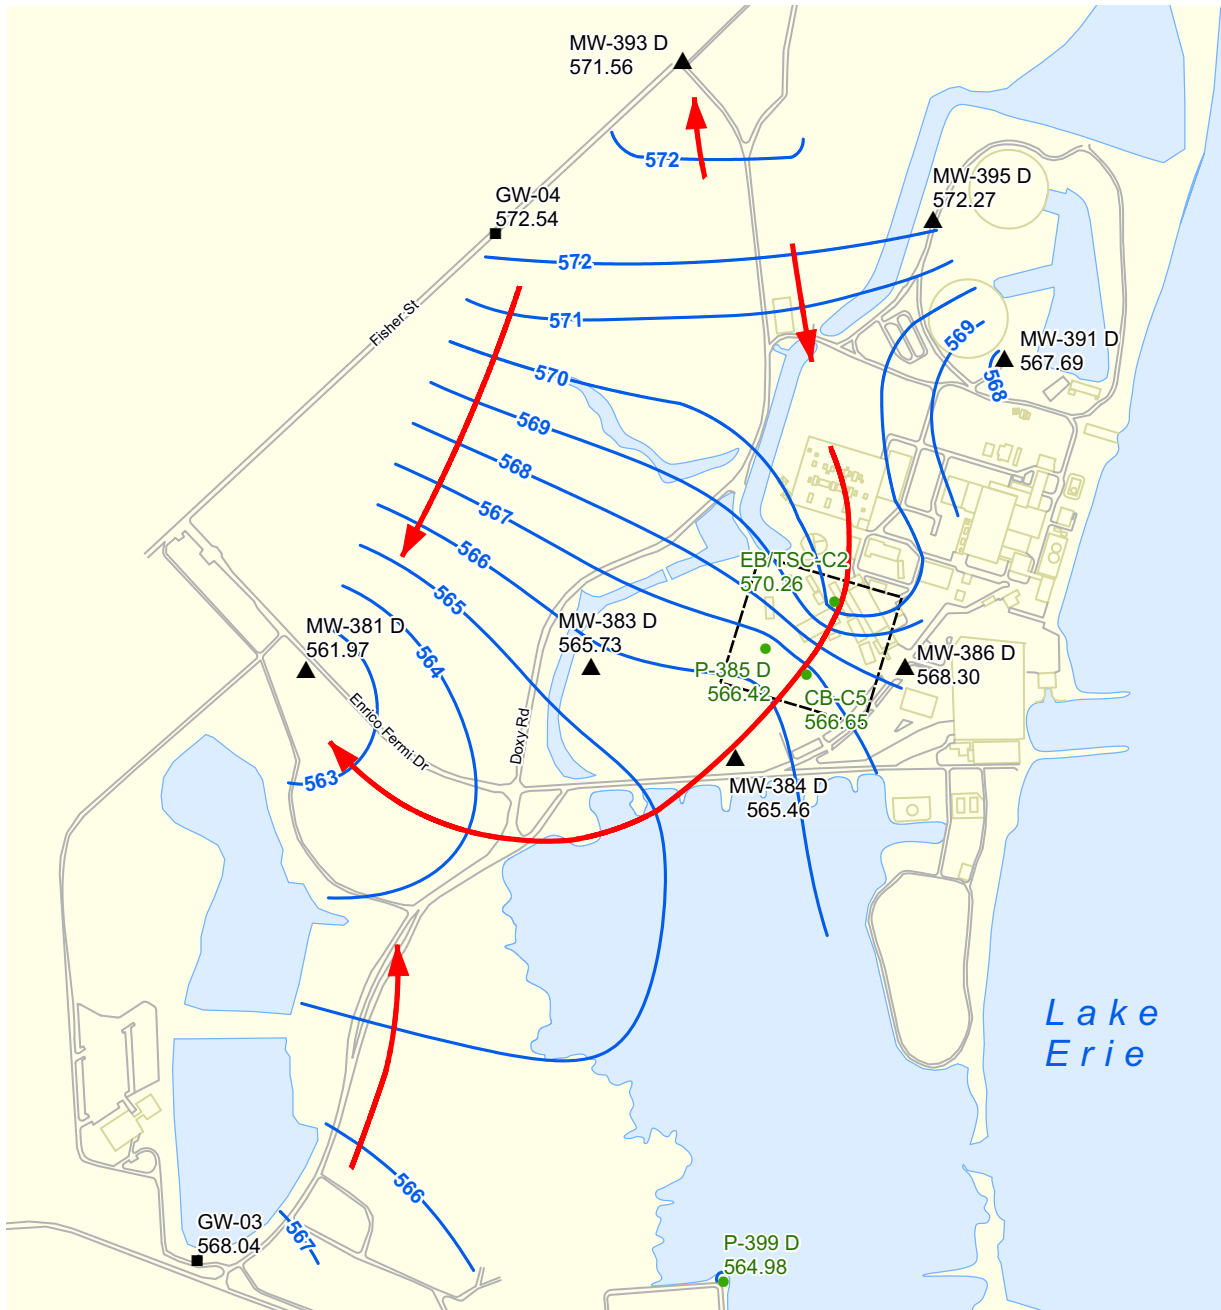 MW-393 D
571.56
572
MW-395 D
572.27
GW-04
572.54
572
571
Fisher St
569
MW-391 D
567.69
568
570
569
568
567
566
EB/TSC-C2
570.26
565
MW-381 D
561.97
MW-383 D
565.73
564
P-385 D
566.42
MW-386 D
568.30
CB-C5
566.65
Enrico Fermi Dr
Doxy Rd
563
MW-384 D
565.46
Lake
Erie
566
GW-03
568.04
567
P-399 D
564.98